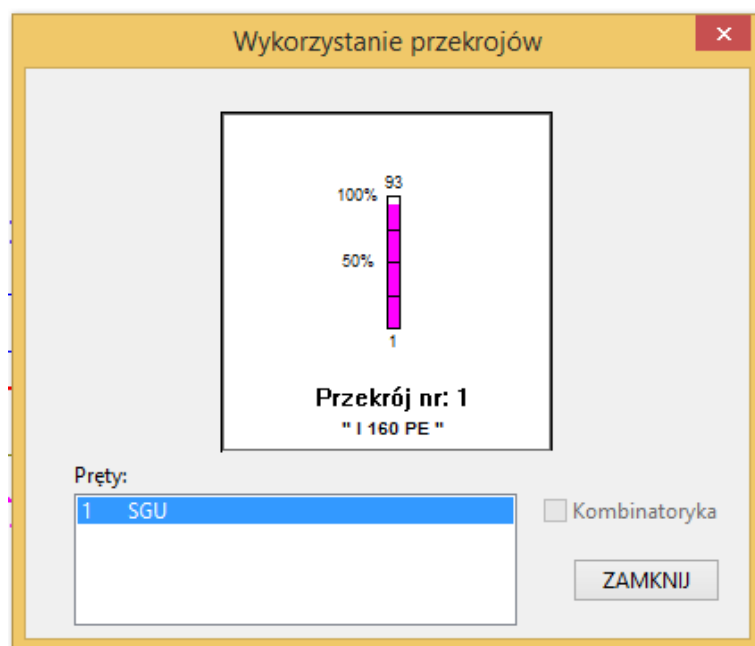 Wykorzystanie przekrojów
93
100%
50%
1
Przekrój nr: 1
" I 160 PE "
Pręty:
1 SGU
Kombinatoryka
ZAMKNIJ